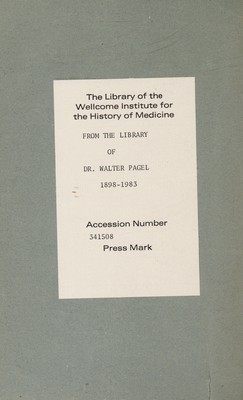 The Library of the
Wellcome Institute for
the History of Medicine
FROM THE LIBRARY
OF
DR. WALTER PAGEL
1898-1983
Accession Number
341508
Press Mark